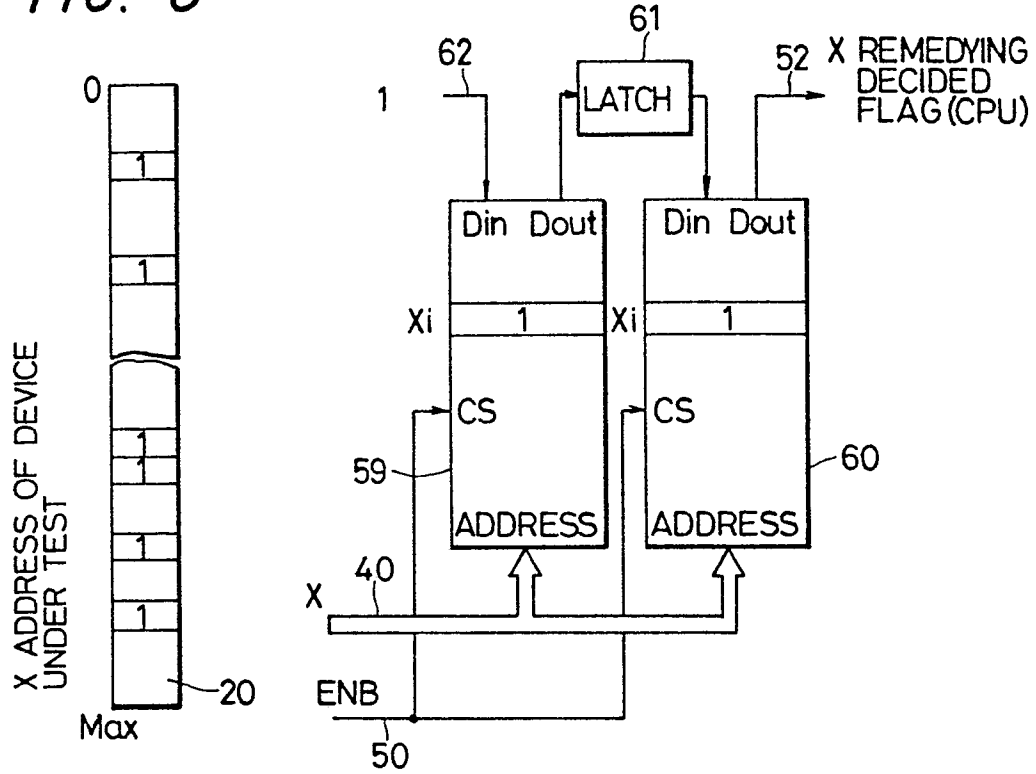 0
1
1
1
1
1
1
Max
20
X ADDRESS OF DEVICE
UNDER TEST
1
62
61
LATCH
52
X REMEDYING
DECIDED
FLAG (CPU)
Din Dout
Din Dout
Xi
1
Xi
1
CS
CS
59
60
ADDRESS
ADDRESS
X
40
ENB
50